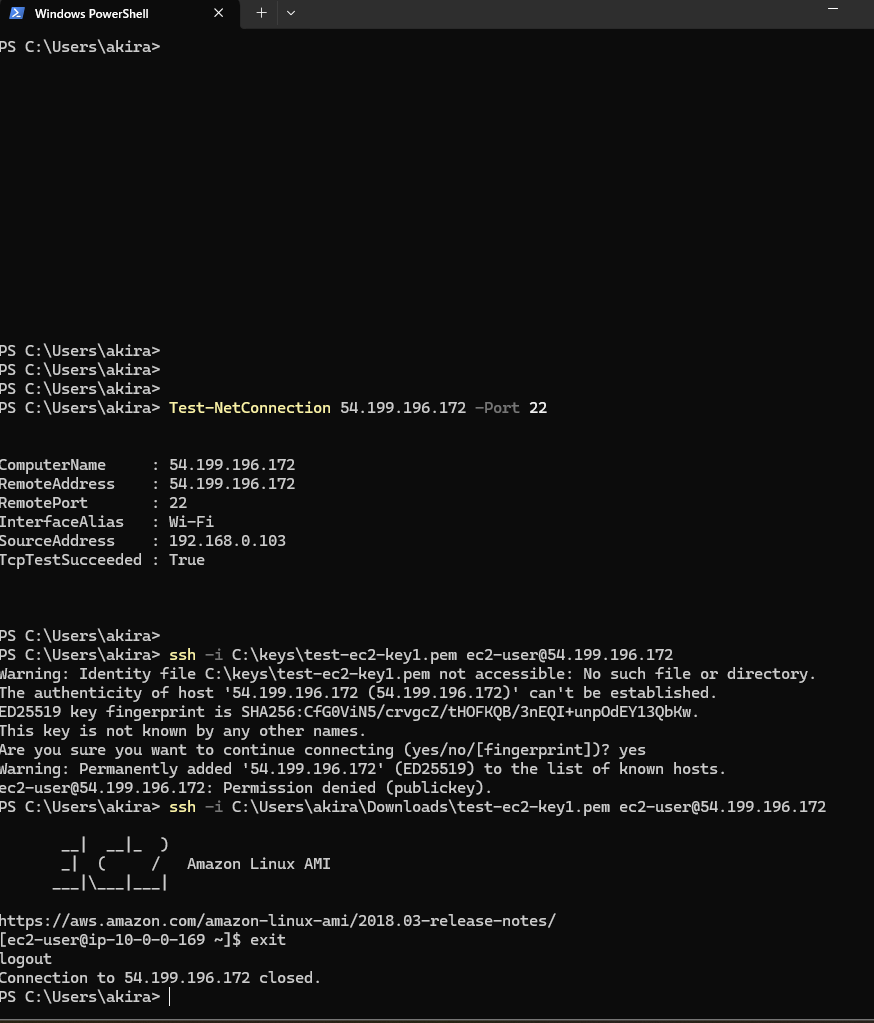 Windows PowerShell
PS C:\Users\akira>
PS C:\Users\akira>
PS C:\Users\akira>
PS C:\Users\akira>
PS C:\Users\akira> Test-NetConnection 54.199.196.172 -Port 22
ComputerName     : 54.199.196.172
RemoteAddress    : 54.199.196.172
RemotePort       : 22
InterfaceAlias   : Wi-Fi
SourceAddress    : 192.168.0.103
TcpTestSucceeded : True
PS C:\Users\akira>
PS C:\Users\akira> ssh -i C:\keys\test-ec2-key1.pem ec2-user@54.199.196.172
Warning: Identity file C:\keys\test-ec2-key1.pem not accessible: No such file or directory.
The authenticity of host '54.199.196.172 (54.199.196.172)' can't be established.
ED25519 key fingerprint is SHA256:CfG0ViN5/crvgcZ/tHOFKQB/3nEQI+unpOdEY13QbKw.
This key is not known by any other names.
Are you sure you want to continue connecting (yes/no/[fingerprint])? yes
Warning: Permanently added '54.199.196.172' (ED25519) to the list of known hosts.
ec2-user@54.199.196.172: Permission denied (publickey).
PS C:\Users\akira> ssh -i C:\Users\akira\Downloads\test-ec2-key1.pem ec2-user@54.199.196.172
       __|  __|_  )
       _|  (     /   Amazon Linux AMI
      ___|\___|___|
https://aws.amazon.com/amazon-linux-ami/2018.03-release-notes/
[ec2-user@ip-10-0-0-169 ~]$ exit
logout
Connection to 54.199.196.172 closed.
PS C:\Users\akira>